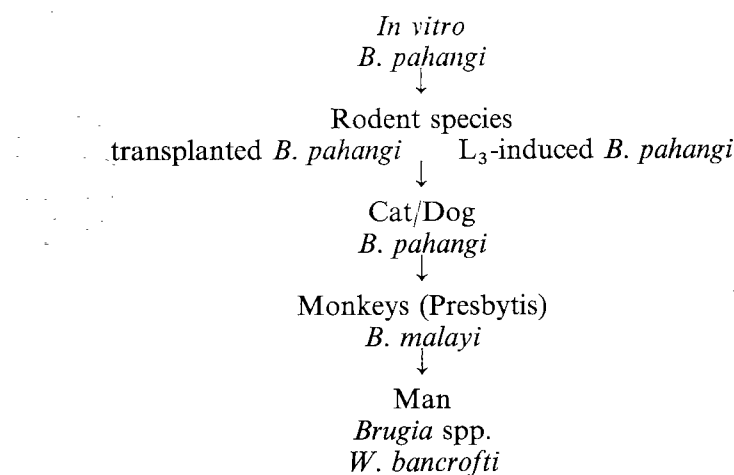 In vitro
B. pahangi
↓
Rodent species
transplanted B. pahangi L₃-induced B. pahangi
↓
Cat/Dog
B. pahangi
↓
Monkeys (Presbytis)
B. malayi
↓
Man
Brugia spp.
W. bancrofti